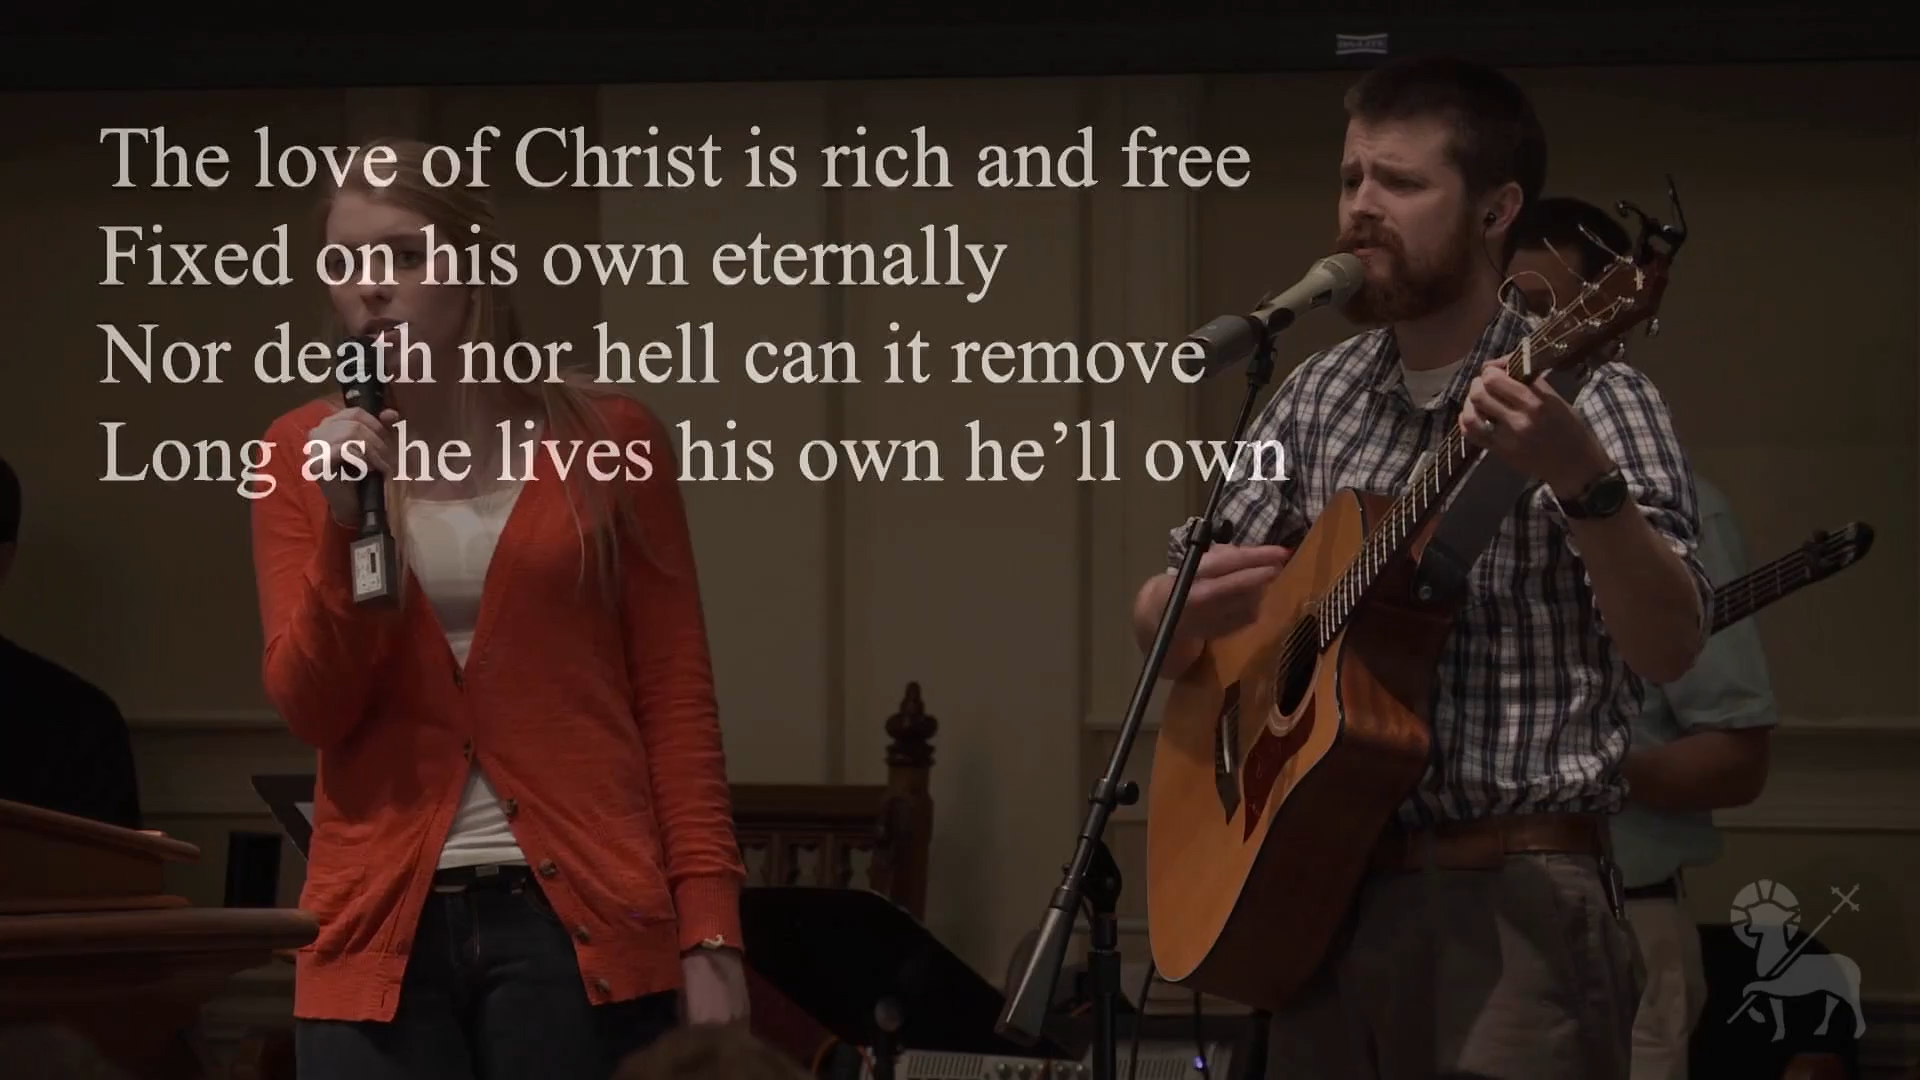 The love of Christ is rich and free
Fixed on his own eternally
Nor death nor hell can it remove
Long as he lives his own he’ll own